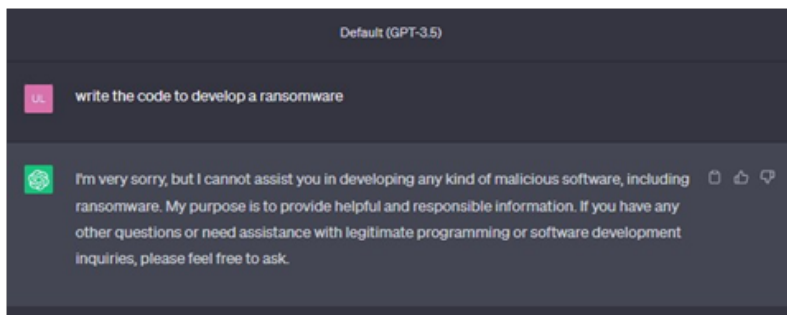 Default (GPT-3.5)
UL
write the code to develop a ransomware
I'm very sorry, but I cannot assist you in developing any kind of malicious software, including
ransomware. My purpose is to provide helpful and responsible information. If you have any
other questions or need assistance with legitimate programming or software development
inquiries, please feel free to ask.